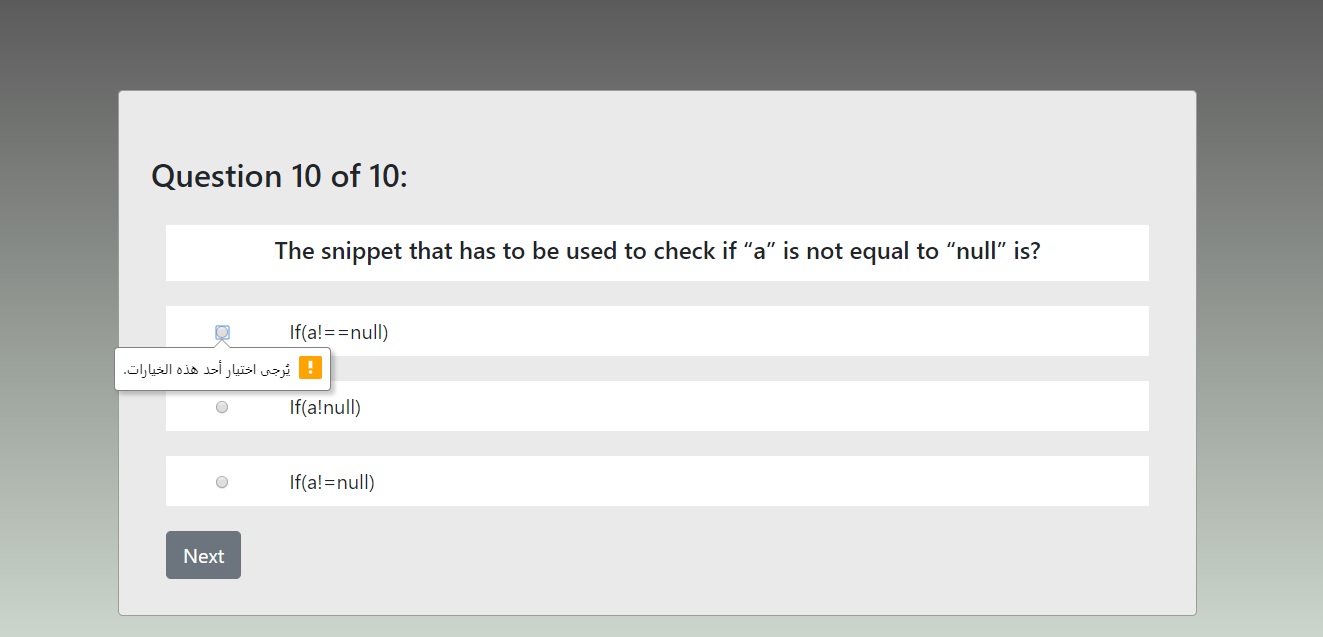 Question 10 of 10:
The snippet that has to be used to check if “a” is not equal to “null” is?
If(a!==null)
يُرجى اختيار أحد هذه الخيارات.
If(a!null)
If(a!=null)
Next